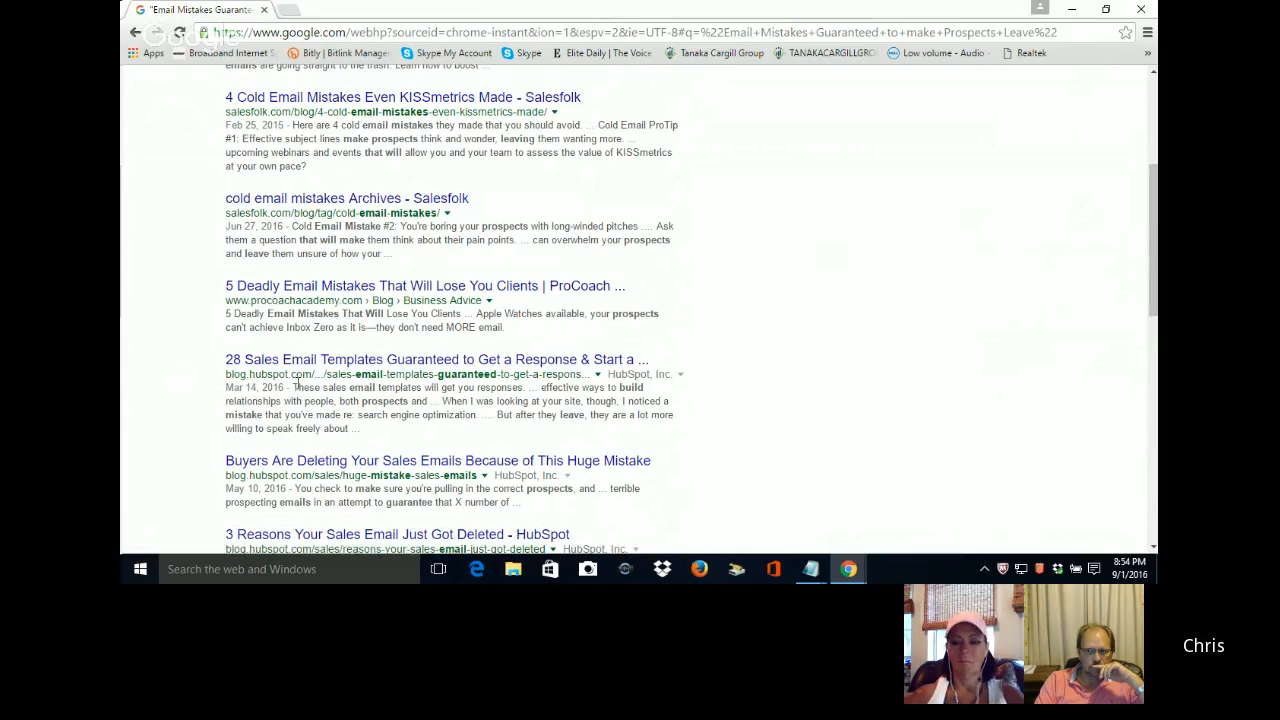 "Email Mistakes Guarante
Google
https://www.google.com/webhp?sourceid=chrome-instant&ion=1&espv=2&ie=UTF-8#q=%22Email+Mistakes+Guaranteed+to+make+Prospects+Leave%22
Apps Broadband Internet S Bitly | Bitlink Manager Skype My Account Skype Elite Daily | The Voice Tanaka Cargill Group TANAKACARGILLGRO Low volume - Audio Realtek
emails are going straight to the trash. Learn how to boost ...
4 Cold Email Mistakes Even KISSmetrics Made - Salesfolk
salesfolk.com/blog/4-cold-email-mistakes-even-kissmetrics-made/
Feb 25, 2015 - Here are 4 cold email mistakes they made that you should avoid. ... Cold Email ProTip
#1: Effective subject lines make prospects think and wonder, leaving them wanting more. ...
upcoming webinars and events that will allow you and your team to assess the value of KISSmetrics
at your own pace?
cold email mistakes Archives - Salesfolk
salesfolk.com/blog/tag/cold-email-mistakes/
Jun 27, 2016 - Cold Email Mistake #2: You're boring your prospects with long-winded pitches .... Ask
them a question that will make them think about their pain points. ... can overwhelm your prospects
and leave them unsure of how your ...
5 Deadly Email Mistakes That Will Lose You Clients | ProCoach ...
www.procoachacademy.com › Blog › Business Advice
5 Deadly Email Mistakes That Will Lose You Clients ... Apple Watches available, your prospects
can't achieve Inbox Zero as it is—they don't need MORE email.
28 Sales Email Templates Guaranteed to Get a Response & Start a ...
blog.hubspot.com/.../sales-email-templates-guaranteed-to-get-a-respons... HubSpot, Inc.
Mar 14, 2016 - These sales email templates will get you responses. ... effective ways to build
relationships with people, both prospects and ... When I was looking at your site, though, I noticed a
mistake that you've made re: search engine optimization. .... But after they leave, they are a lot more
willing to speak freely about ...
Buyers Are Deleting Your Sales Emails Because of This Huge Mistake
blog.hubspot.com/sales/huge-mistake-sales-emails HubSpot, Inc.
May 10, 2016 - You check to make sure you're pulling in the correct prospects, and ... terrible
prospecting emails in an attempt to guarantee that X number of ...
3 Reasons Your Sales Email Just Got Deleted - HubSpot
blog.hubspot.com/sales/reasons-your-sales-email-just-got-deleted HubSpot, Inc.
Search the web and Windows
8:54 PM
9/1/2016
Chris